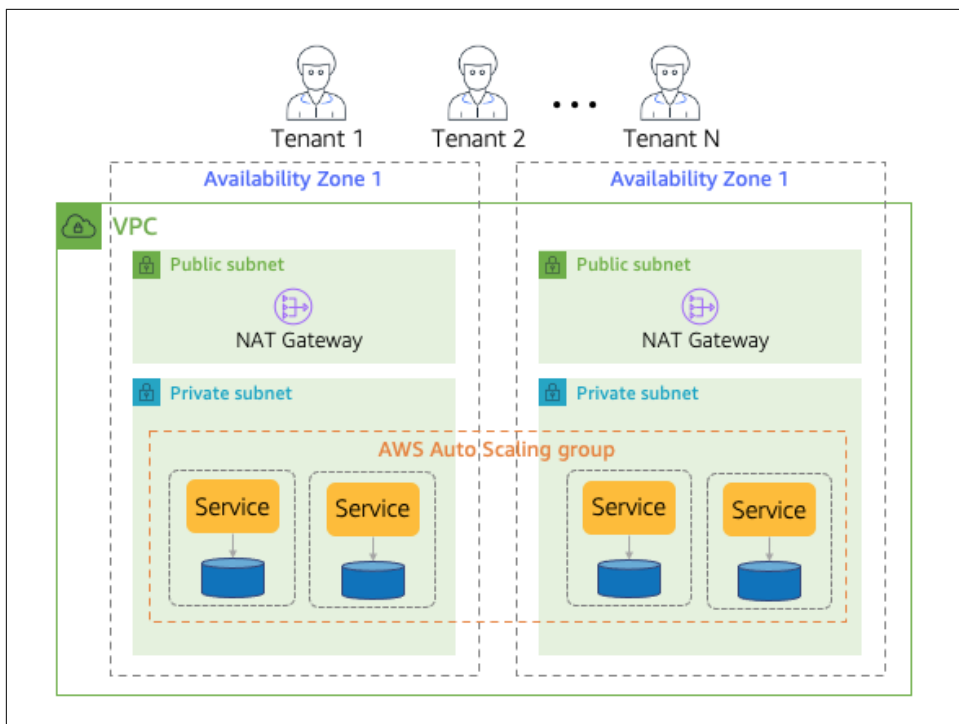 Tenant 1
Tenant 2
Tenant N
Availability Zone 1
Availability Zone 1
VPC
Public subnet
Public subnet
NAT Gateway
NAT Gateway
Private subnet
Private subnet
AWS Auto Scaling group
Service
Service
Service
Service